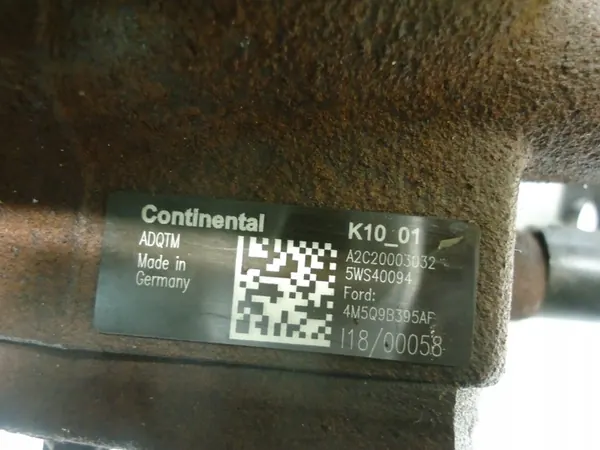 Continental
ADQTM
Made in
Germany
K10_01
A2C20003032
5WS40094
Ford:
4M5Q9B395AF
I18/00058